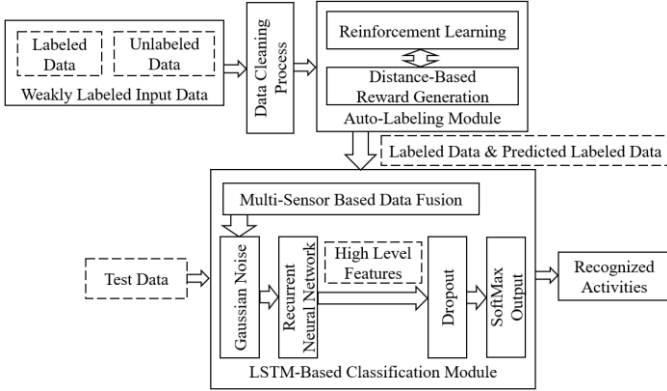 Labeled
Data
Unlabeled
Data
Weakly Labeled Input Data
Data Cleaning
Process
Reinforcement Learning
Distance-Based
Reward Generation
Auto-Labeling Module
Labeled Data & Predicted Labeled Data
Multi-Sensor Based Data Fusion
Test Data
Gaussian Noise
Recurrent
Neural Network
High Level
Features
Dropout
SoftMax
Output
Recognized
Activities
LSTM-Based Classification Module